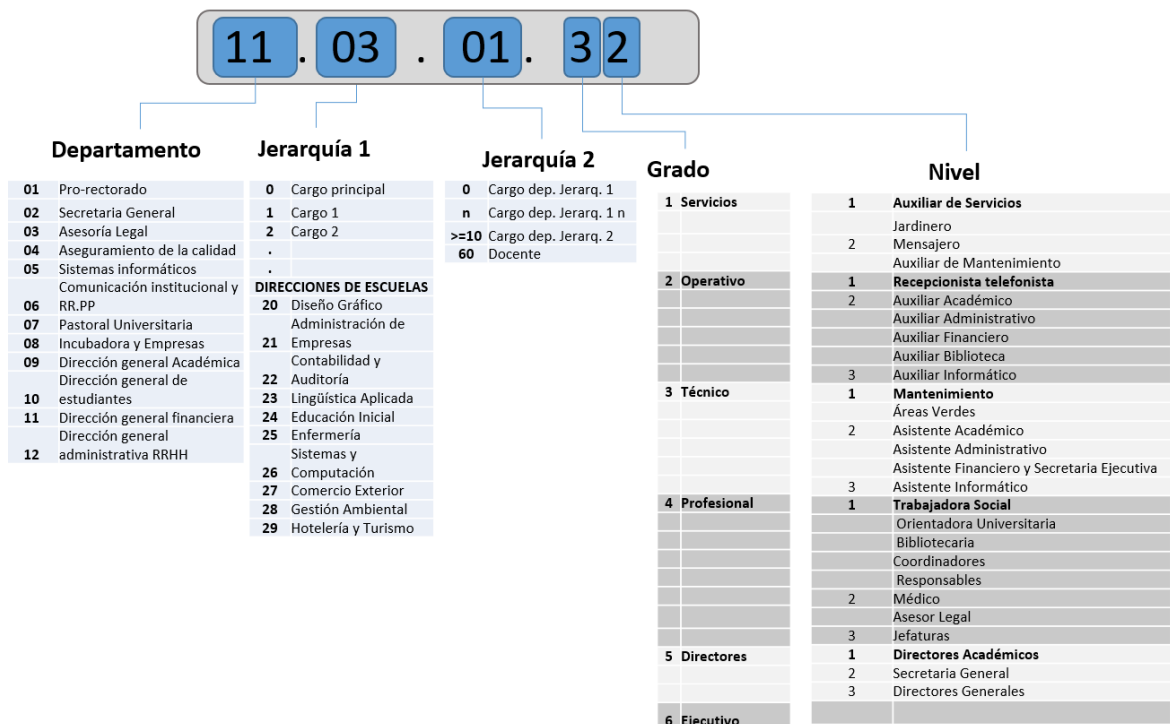 11 . 03 . 01. 3 2
Departamento
01 Pro-rectorado
02 Secretaria General
03 Asesoría Legal
04 Aseguramiento de la calidad
05 Sistemas informáticos
Comunicación institucional y
06 RR.PP
07 Pastoral Universitaria
08 Incubadora y Empresas
09 Dirección general Académica
Dirección general de
10 estudiantes
11 Dirección general financiera
Dirección general
12 administrativa RRHH
Jerarquía 1
0 Cargo principal
1 Cargo 1
2 Cargo 2
.
.
DIRECCIONES DE ESCUELAS
20 Diseño Gráfico
Administración de
21 Empresas
Contabilidad y
22 Auditoría
23 Lingüística Aplicada
24 Educación Inicial
25 Enfermería
Sistemas y
26 Computación
27 Comercio Exterior
28 Gestión Ambiental
29 Hotelería y Turismo
Jerarquía 2
0 Cargo dep. Jerarq. 1
n Cargo dep. Jerarq. 1 n
>=10 Cargo dep. Jerarq. 2
60 Docente
Grado
1 Servicios
2 Operativo
3 Técnico
4 Profesional
5 Directores
6 Ejecutivo
Nivel
1 Auxiliar de Servicios
Jardinero
2 Mensajero
Auxiliar de Mantenimiento
1 Recepcionista telefonista
2 Auxiliar Académico
Auxiliar Administrativo
Auxiliar Financiero
Auxiliar Biblioteca
3 Auxiliar Informático
1 Mantenimiento
Áreas Verdes
2 Asistente Académico
Asistente Administrativo
Asistente Financiero y Secretaria Ejecutiva
3 Asistente Informático
1 Trabajadora Social
Orientadora Universitaria
Bibliotecaria
Coordinadores
Responsables
2 Médico
Asesor Legal
3 Jefaturas
1 Directores Académicos
2 Secretaria General
3 Directores Generales